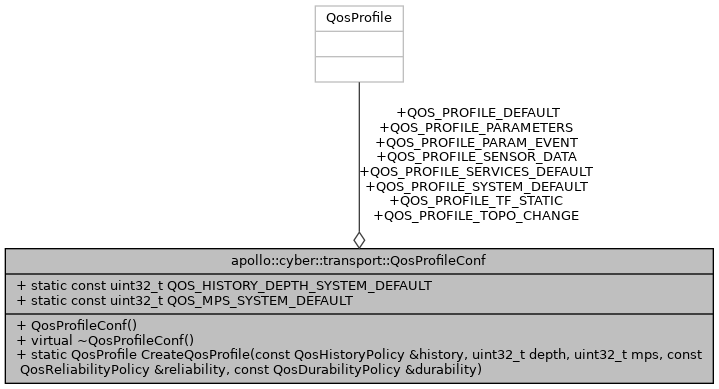 QosProfile
+QOS_PROFILE_DEFAULT
+QOS_PROFILE_PARAMETERS
+QOS_PROFILE_PARAM_EVENT
+QOS_PROFILE_SENSOR_DATA
+QOS_PROFILE_SERVICES_DEFAULT
+QOS_PROFILE_SYSTEM_DEFAULT
+QOS_PROFILE_TF_STATIC
+QOS_PROFILE_TOPO_CHANGE
apollo::cyber::transport::QosProfileConf
+ static const uint32_t QOS_HISTORY_DEPTH_SYSTEM_DEFAULT
+ static const uint32_t QOS_MPS_SYSTEM_DEFAULT
+ QosProfileConf()
+ virtual ~QosProfileConf()
+ static QosProfile CreateQosProfile(const QosHistoryPolicy &history, uint32_t depth, uint32_t mps, const
QosReliabilityPolicy &reliability, const QosDurabilityPolicy &durability)